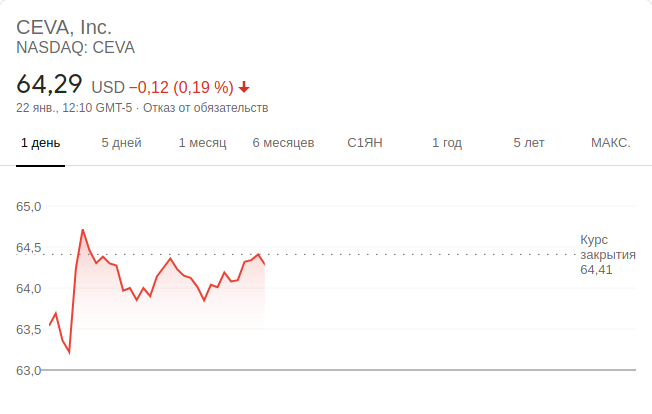 CEVA, Inc.
NASDAQ: CEVA
64,29 USD −0,12 (0,19 %)
22 янв., 12:10 GMT-5 · Отказ от обязательств
1 день 5 дней 1 месяц 6 месяцев С1ЯН 1 год 5 лет МАКС.
65,0
64,5
64,0
63,5
63,0
Курс
закрытия
64,41